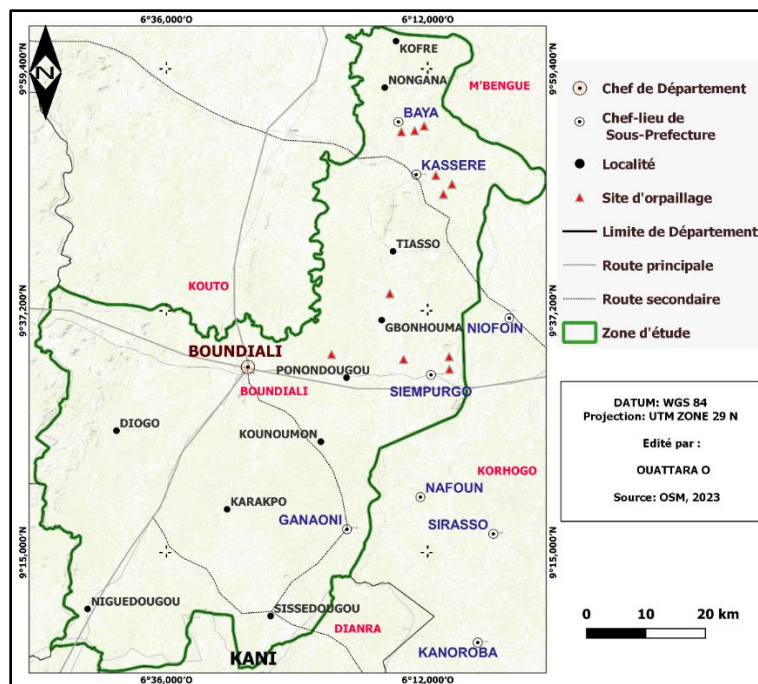 6°36,000’O
6°12,000’O
9°59,400’N
9°59,400’N
N
KOFRE
NONGANA
M'BENGUE
BAYA
KASSERE
TIASSO
KOUTO
9°37,200’N
9°37,200’N
GBONHOUMA
NIOFOIN
BOUNDIALI
PONONDOUGOU
BOUNDIALI
SIEMPURGO
DIOGO
KOUNOUMON
KORHOGO
NAFOUN
KARAKPO
GANAONI
SIRASSO
9°15,000’N
9°15,000’N
NIGUEDOUGOU
SISSEDOUGOU
DIANRA
KANI
KANOROBA
6°36,000’O
6°12,000’O
Chef de Département
Chef-lieu de
Sous-Prefecture
Localité
Site d'orpaillage
Limite de Département
Route principale
Route secondaire
Zone d'étude
DATUM: WGS 84
Projection: UTM ZONE 29 N
Edité par :
OUATTARA O
Source: OSM, 2023
0 10 20 km